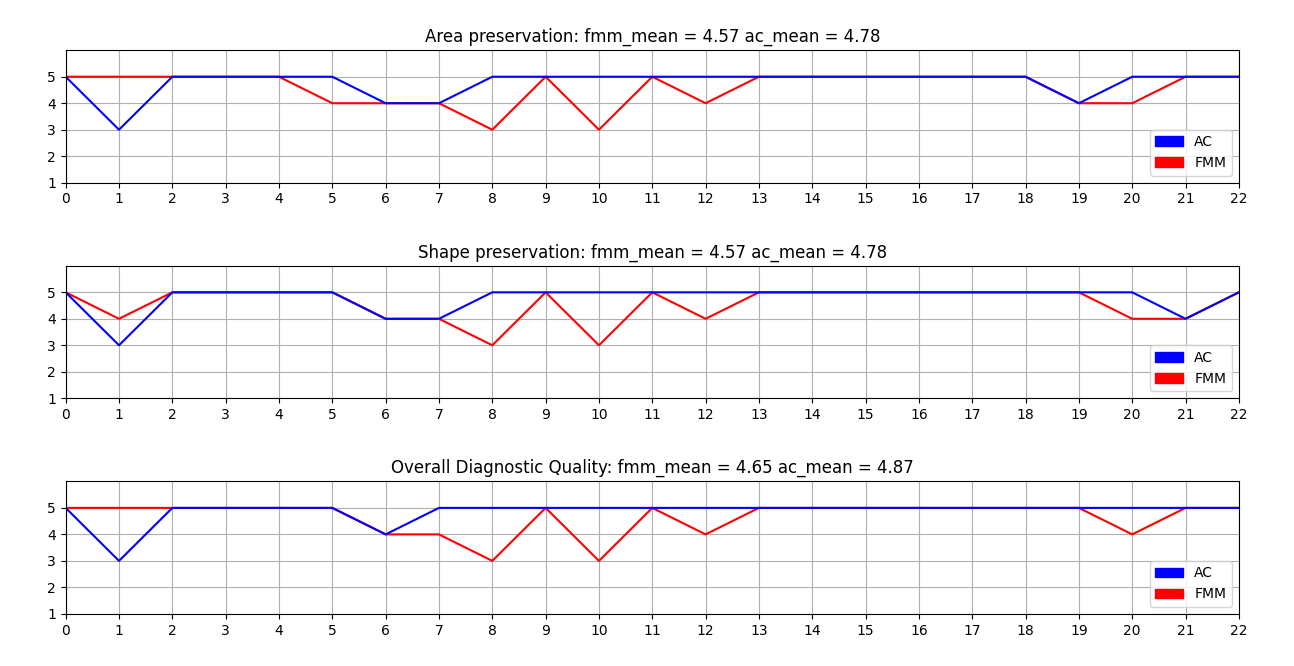 Area preservation: fmm_mean = 4.57 ac_mean = 4.78
5
4
3
2
1
AC
FMM
0 1 2 3 4 5 6 7 8 9 10 11 12 13 14 15 16 17 18 19 20 21 22
Shape preservation: fmm_mean = 4.57 ac_mean = 4.78
5
4
3
2
1
AC
FMM
0 1 2 3 4 5 6 7 8 9 10 11 12 13 14 15 16 17 18 19 20 21 22
Overall Diagnostic Quality: fmm_mean = 4.65 ac_mean = 4.87
5
4
3
2
1
AC
FMM
0 1 2 3 4 5 6 7 8 9 10 11 12 13 14 15 16 17 18 19 20 21 22